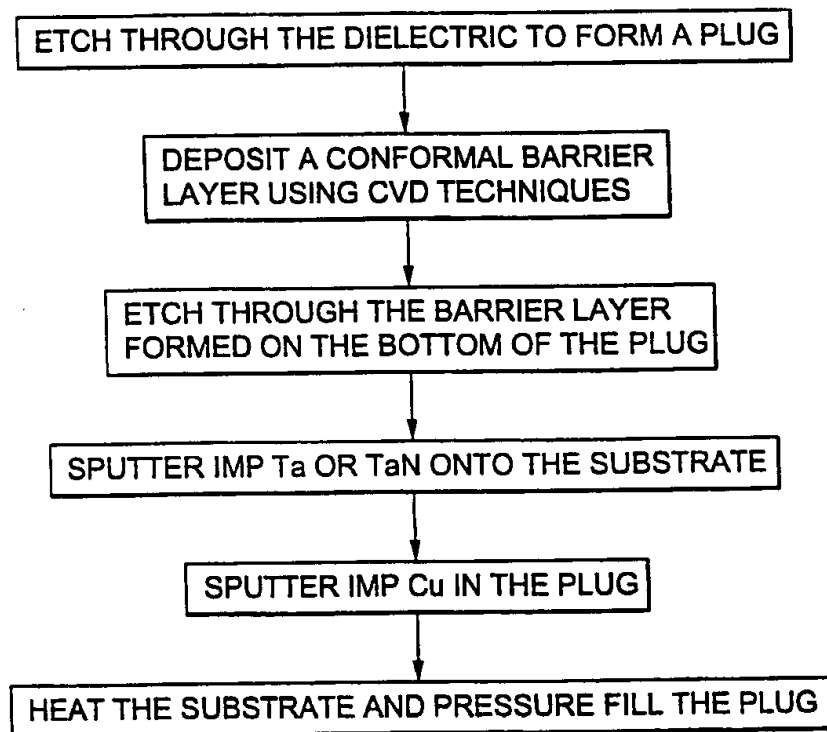 ETCH THROUGH THE DIELECTRIC TO FORM A PLUG
DEPOSIT A CONFORMAL BARRIER
LAYER USING CVD TECHNIQUES
ETCH THROUGH THE BARRIER LAYER
FORMED ON THE BOTTOM OF THE PLUG
SPUTTER IMP Ta OR TaN ONTO THE SUBSTRATE
SPUTTER IMP Cu IN THE PLUG
HEAT THE SUBSTRATE AND PRESSURE FILL THE PLUG